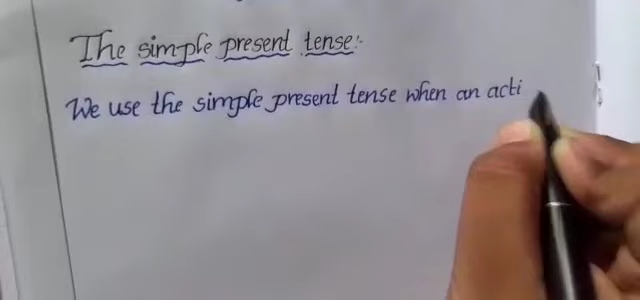 The simple present tense:-
We use the simple present tense when an acti